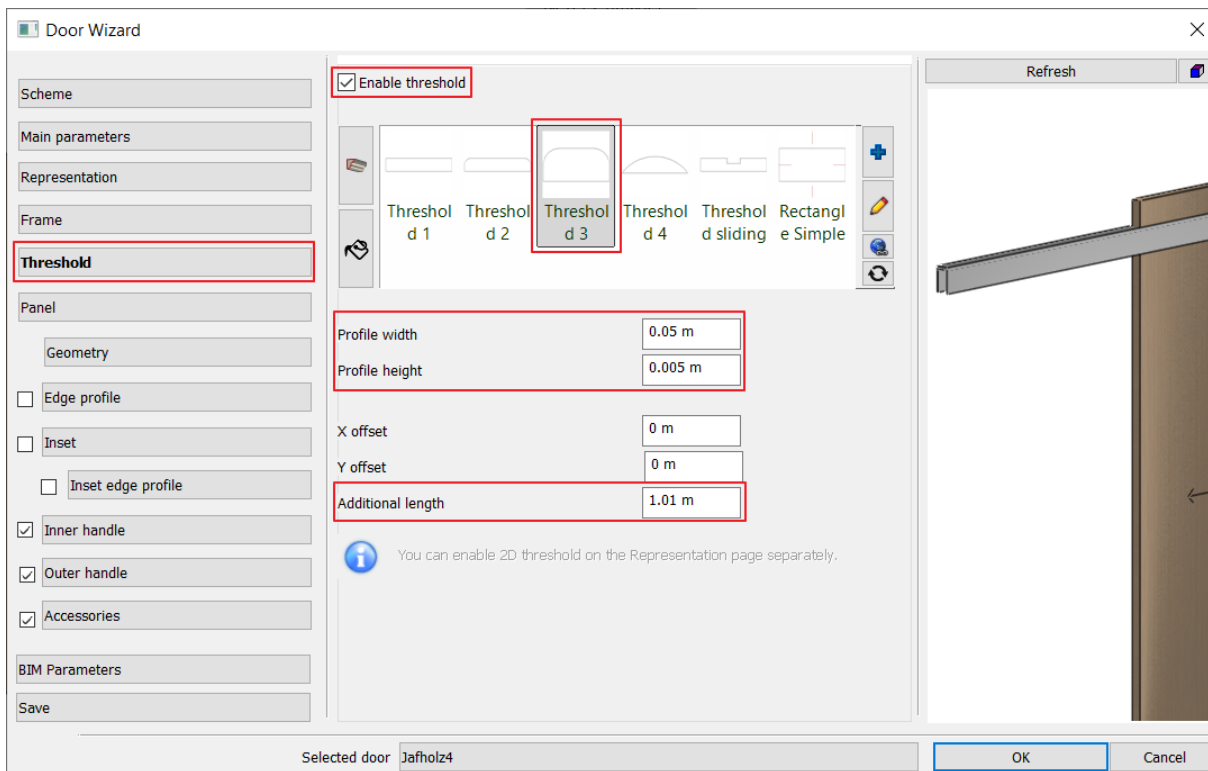 Door Wizard
Scheme
Main parameters
Representation
Frame
Threshold
Panel
Geometry
Edge profile
Inset
Inset edge profile
Inner handle
Outer handle
Accessories
BIM Parameters
Save
Enable threshold
Threshol
d 1
Threshol
d 2
Threshol
d 3
Threshol
d 4
Threshol
d sliding
Rectangl
e Simple
Profile width
0.05 m
Profile height
0.005 m
X offset
0 m
Y offset
0 m
Additional length
1.01 m
You can enable 2D threshold on the Representation page separately.
Refresh
Selected door
Jafholz4
OK
Cancel